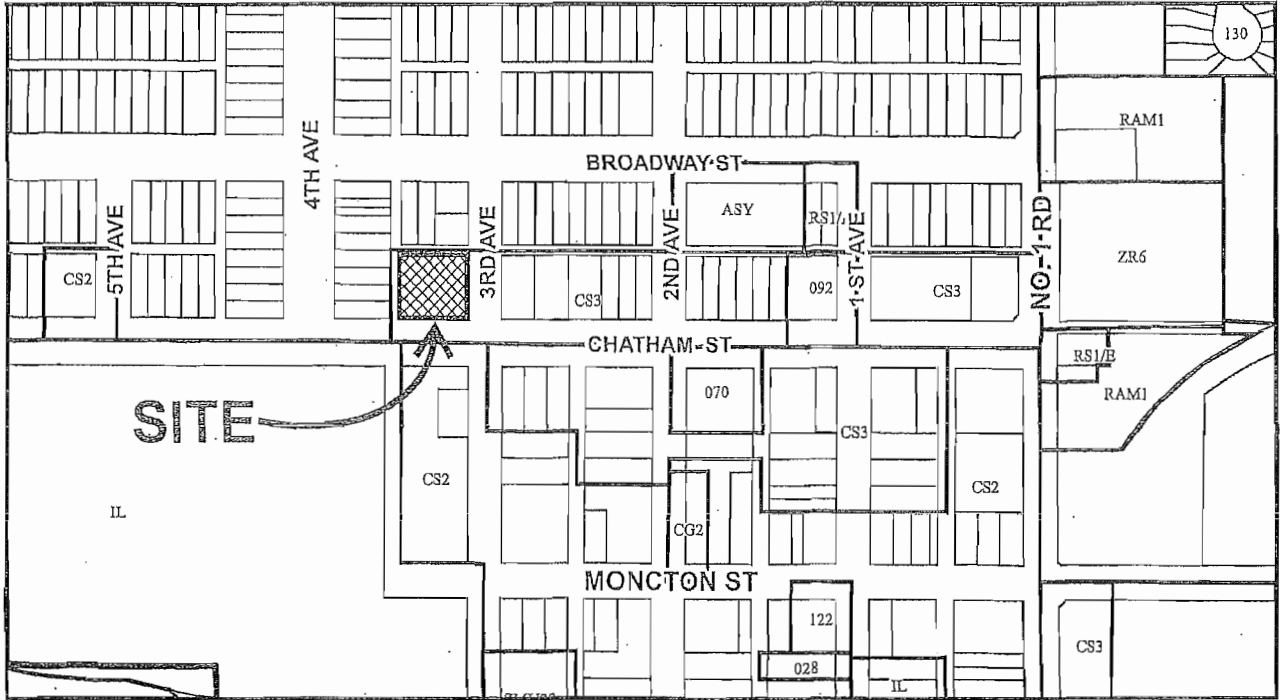 130
RAM1
4TH AVE
BROADWAY ST
ASY
RS1/
1 ST AVE
NO. 1 RD
CS2
5TH AVE
3RD AVE
CS3
2ND AVE
092
CS3
ZR6
CHATHAM ST
RS1/E
RAM1
SITE
070
CS3
CS2
CS2
IL
CG2
MONCTON ST
122
CS3
028
IL